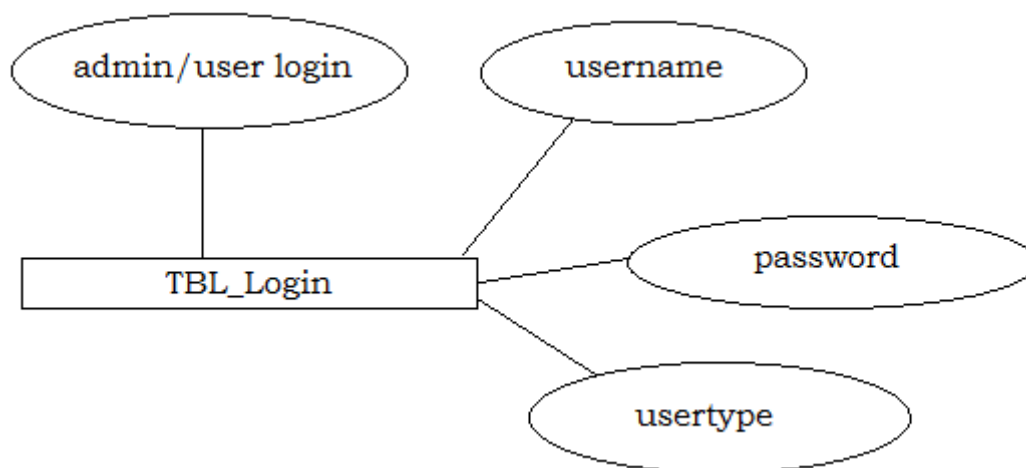 admin/user login
username
password
TBL_Login
usertype